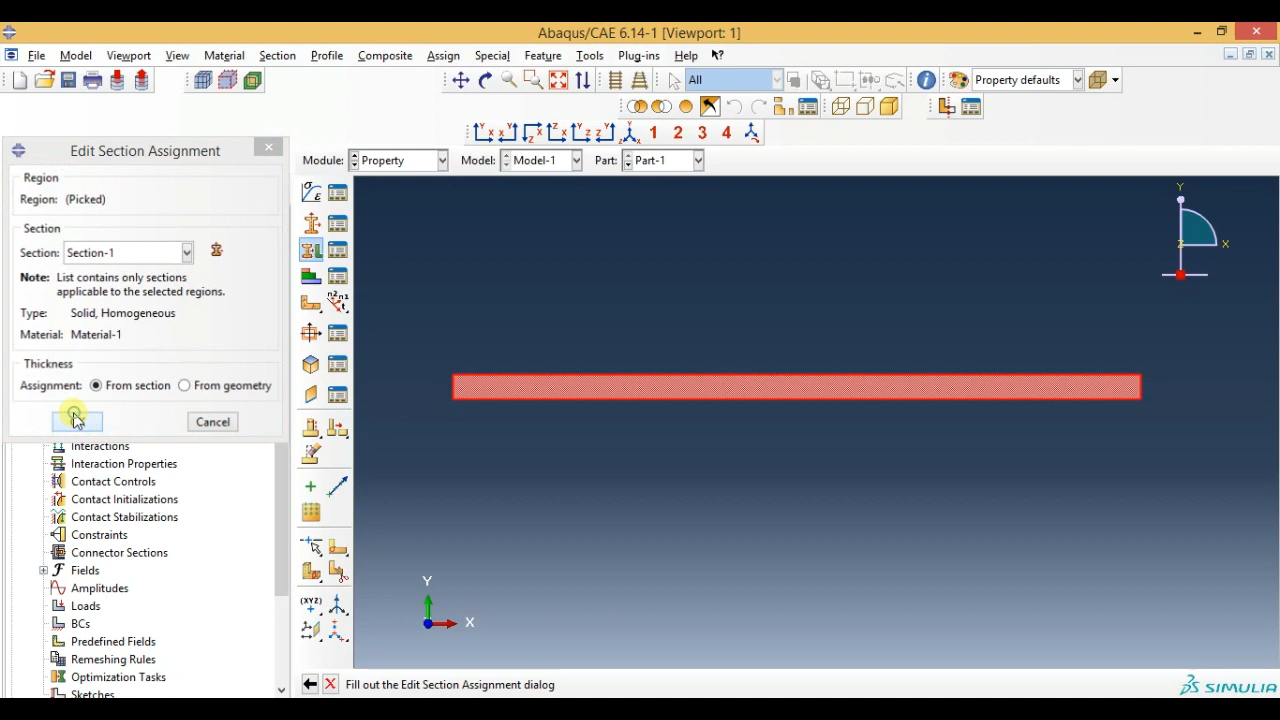 Abaqus/CAE 6.14-1 [Viewport: 1]
File Model Viewport View Material Section Profile Composite Assign Special Feature Tools Plug-ins Help
All
Property defaults
1 2 3 4
Edit Section Assignment
Module: Property Model: Model-1 Part: Part-1
Region
Region: (Picked)
Section
Section: Section-1
Note: List contains only sections
applicable to the selected regions.
Type: Solid, Homogeneous
Material: Material-1
Thickness
Assignment: From section From geometry
Cancel
Interactions
Interaction Properties
Contact Controls
Contact Initializations
Contact Stabilizations
Constraints
Connector Sections
Fields
Amplitudes
Loads
BCs
Predefined Fields
Remeshing Rules
Optimization Tasks
Sketches
Y
Z
X
Y
X
(XYZ)
Fill out the Edit Section Assignment dialog
SIMULIA